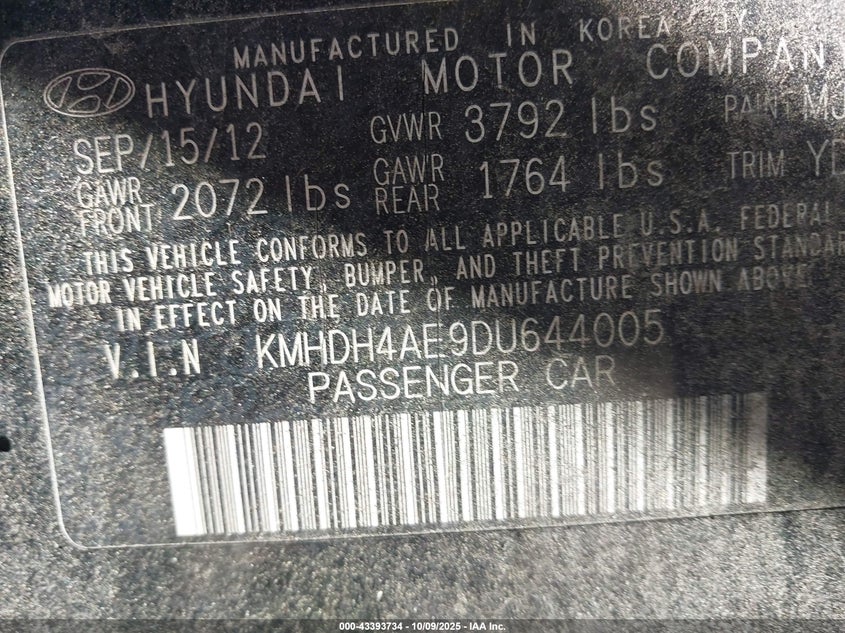 MANUFACTURED IN KOREA BY
HYUNDAI MOTOR COMPAN
SEP/15/12 GVWR 3792 lbs PAINT
GAWR FRONT 2072 lbs GAWR REAR 1764 lbs TRIM YD
THIS VEHICLE CONFORMS TO ALL APPLICABLE U.S.A. FEDERAL
MOTOR VEHICLE SAFETY, BUMPER, AND THEFT PREVENTION STANDAR
IN EFFECT ON THE DATE OF MANUFACTURE SHOWN ABOVE
V.I.N KMHDH4AE9DU644005
PASSENGER CAR
000-43393734 - 10/09/2025 - IAA Inc.